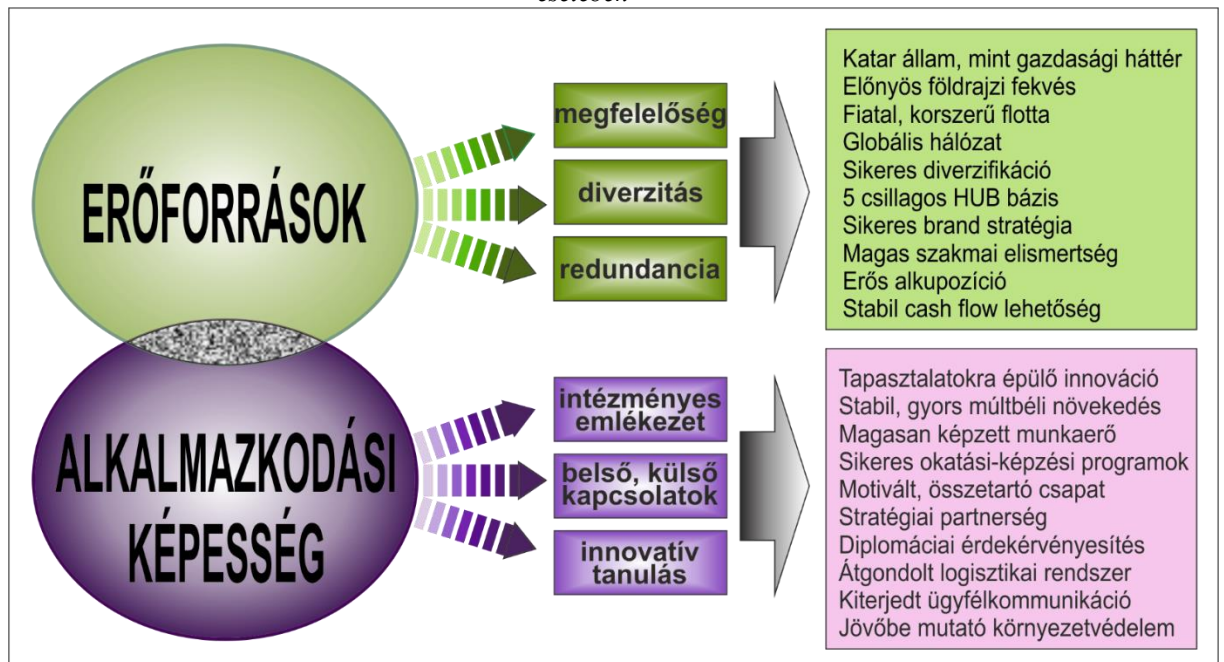 esetében
ERŐFORRÁSOK
megfelelőség
diverzitás
redundancia
Katar állam, mint gazdasági háttér
Előnyös földrajzi fekvés
Fiatal, korszerű flotta
Globális hálózat
Sikeres diverzifikáció
5 csillagos HUB bázis
Sikeres brand stratégia
Magas szakmai elismertség
Erős alkupozíció
Stabil cash flow lehetőség
ALKALMAZKODÁSI
KÉPESSÉG
intézményes
emlékezet
belső, külső
kapcsolatok
innovatív
tanulás
Tapasztalatokra épülő innováció
Stabil, gyors múltbéli növekedés
Magasan képzett munkaerő
Sikeres okatási-képzési programok
Motivált, összetartó csapat
Stratégiai partnerség
Diplomáciai érdekérvényesítés
Átgondolt logisztikai rendszer
Kiterjedt ügyfélkommunikáció
Jövőbe mutató környezetvédelem